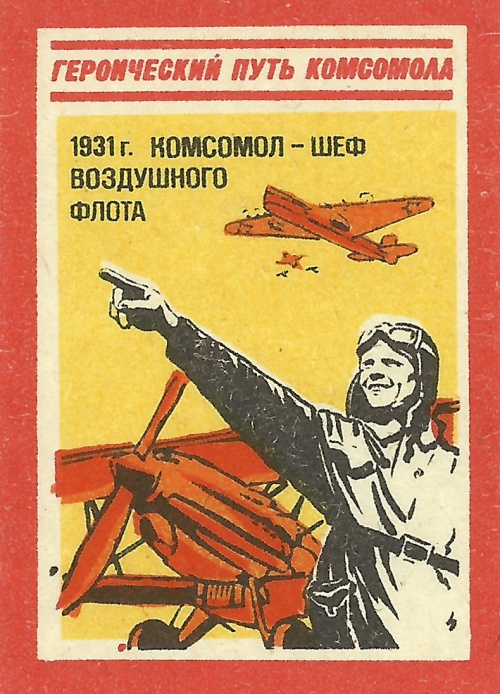 ГЕРОИЧЕСКИЙ ПУТЬ КОМСОМОЛА
1931 г. КОМСОМОЛ – ШЕФ
ВОЗДУШНОГО
ФЛОТА